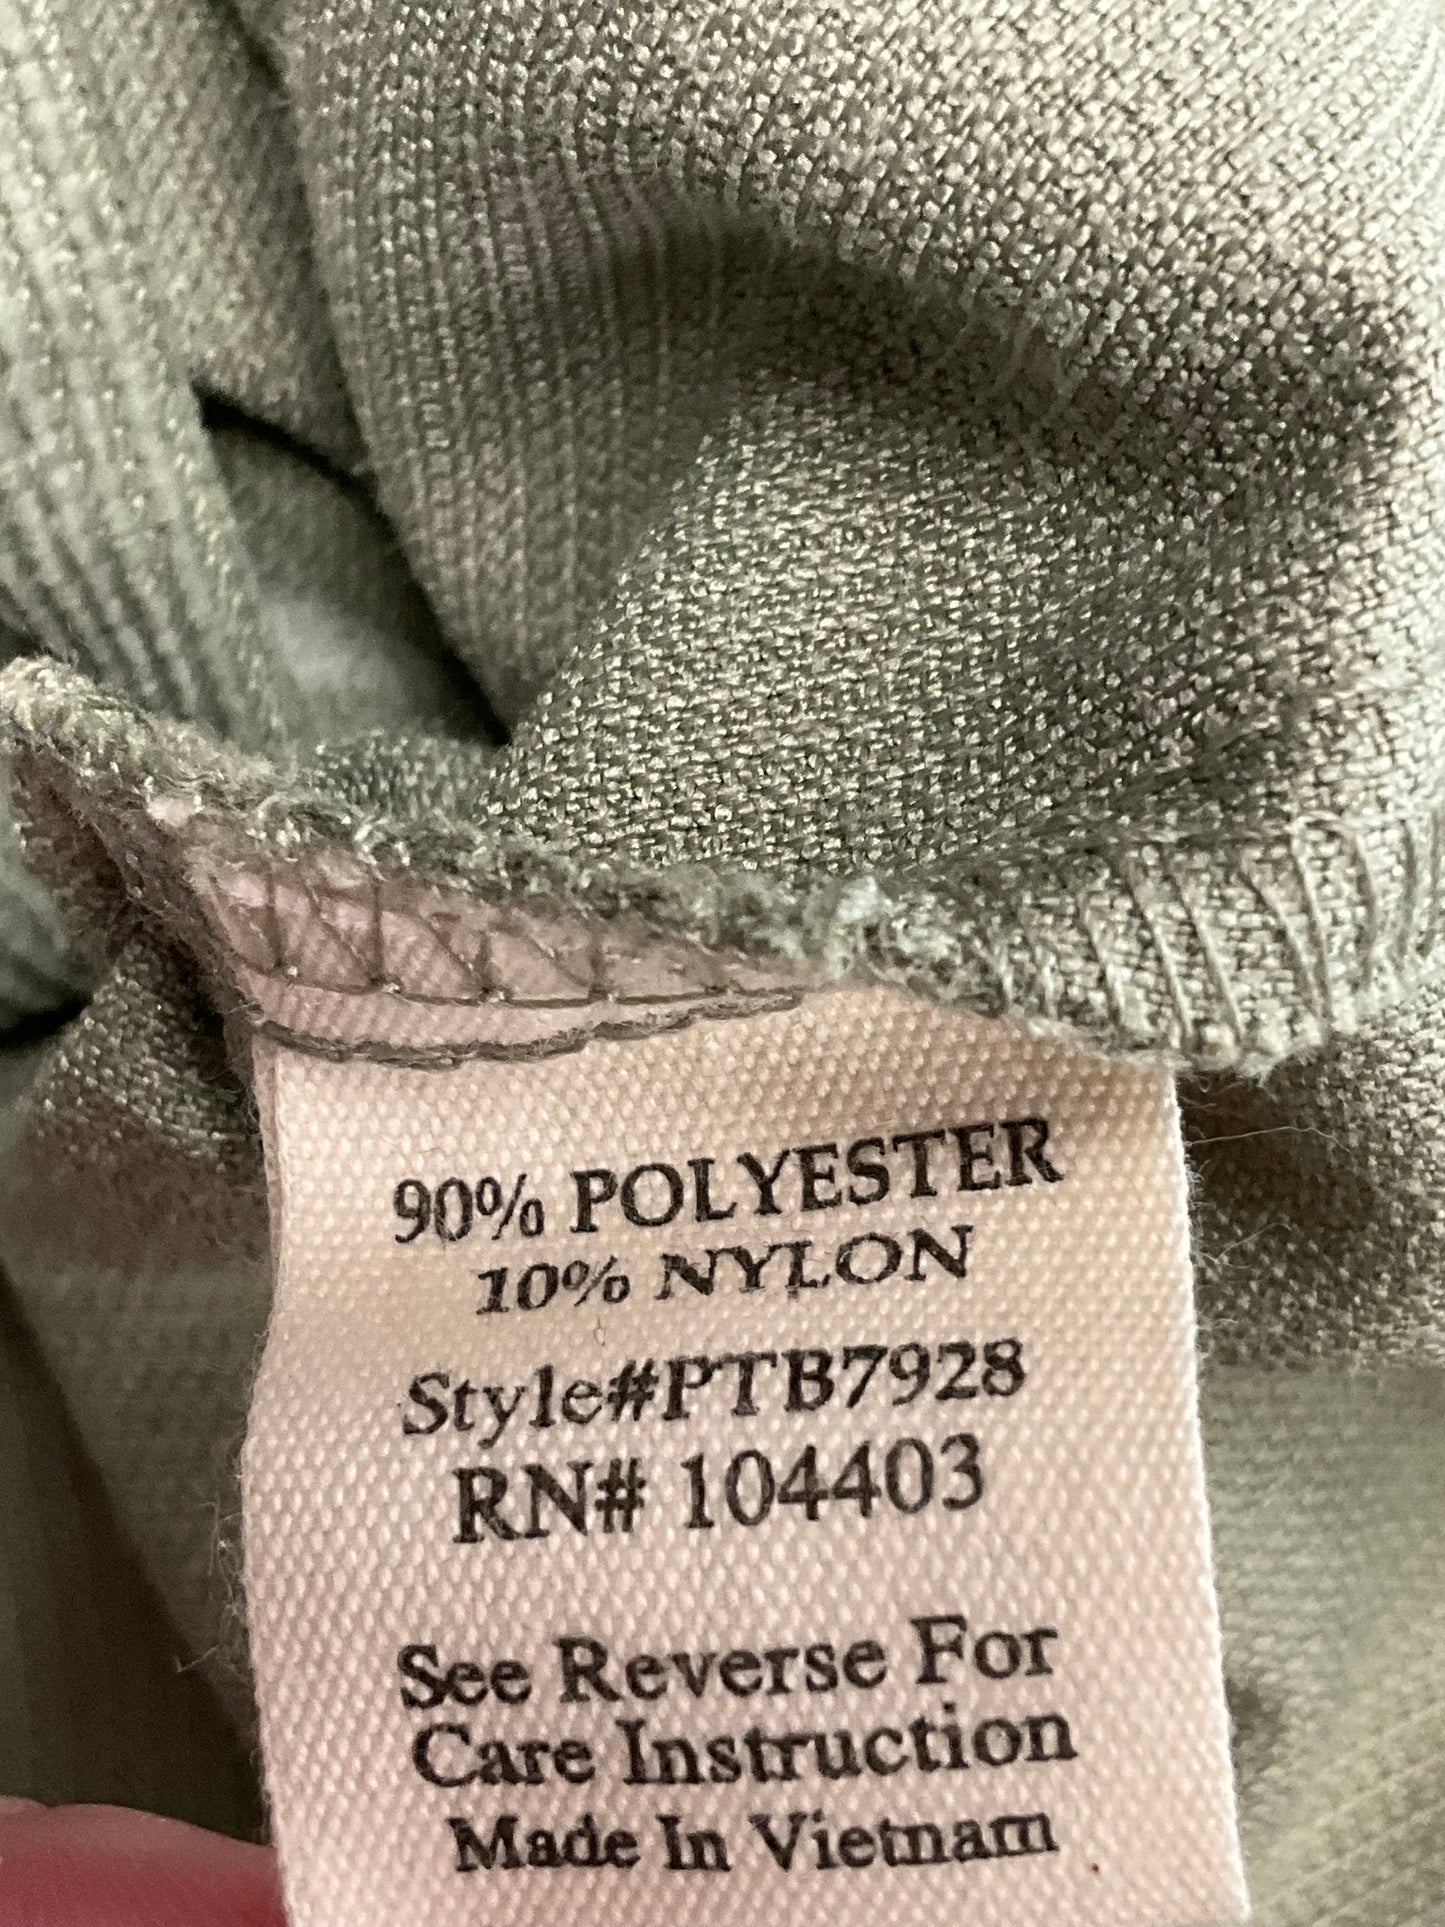 90% POLYESTER
10% NYLON
Style#PTB7928
RN# 104403
See Reverse For
Care Instruction
Made In Vietnam